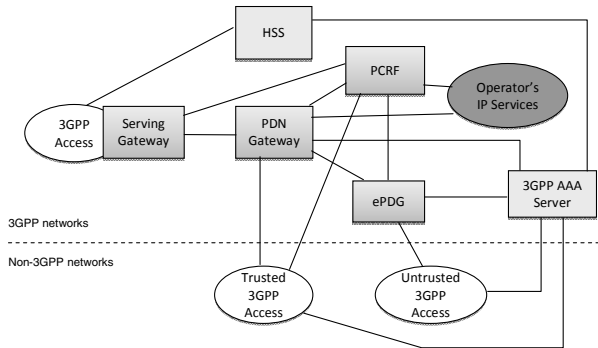 HSS
PCRF
Operator's
IP Services
3GPP
Access
Serving
Gateway
PDN
Gateway
ePDG
3GPP AAA
Server
3GPP networks
Non-3GPP networks
Trusted
3GPP
Access
Untrusted
3GPP
Access